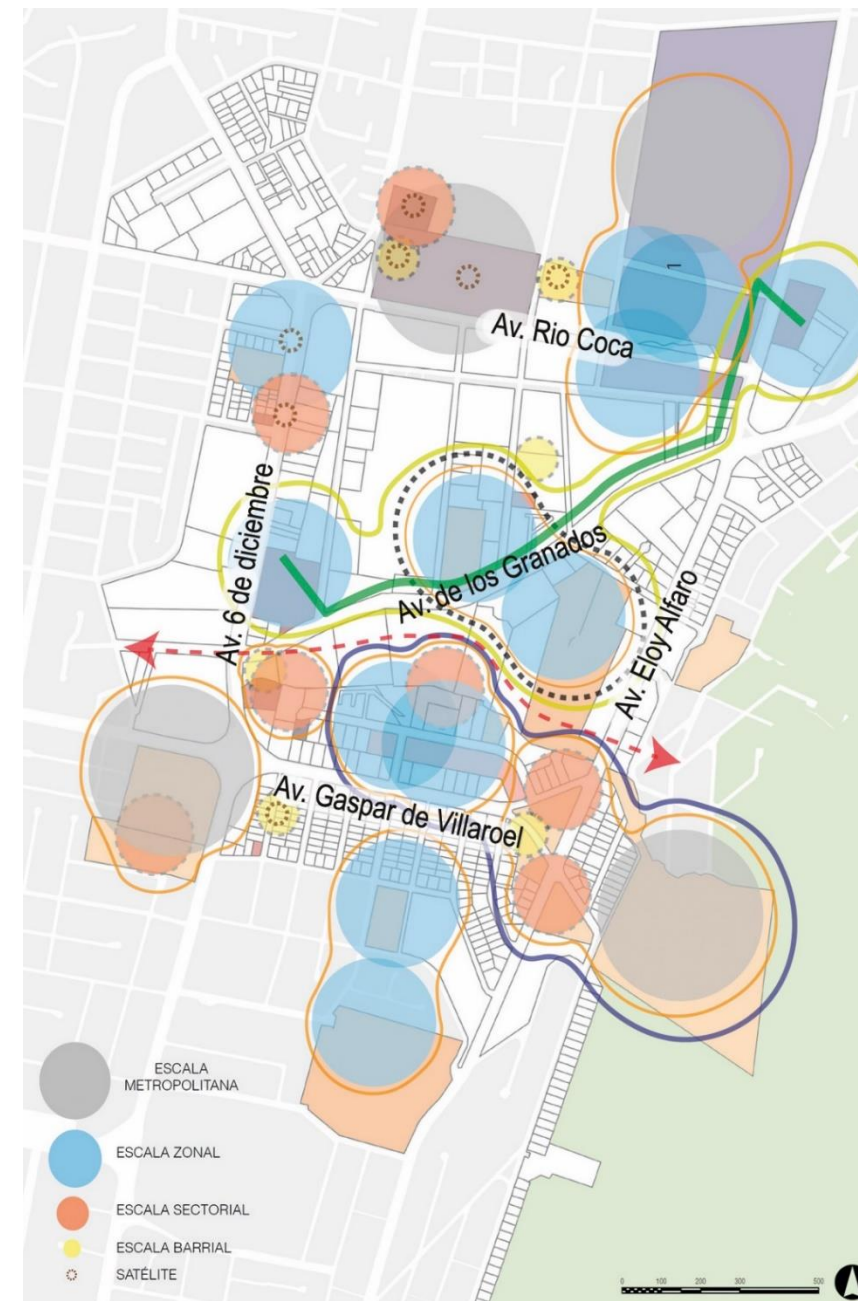 1
Av. Rio Coca
Av. 6 de diciembre
Av. de los Granados
Av. Eloy Alfaro
Av. Gaspar de Villaroel
ESCALA
METROPOLITANA
ESCALA ZONAL
ESCALA SECTORIAL
ESCALA BARRIAL
SATÉLITE
0 100 200 300 500